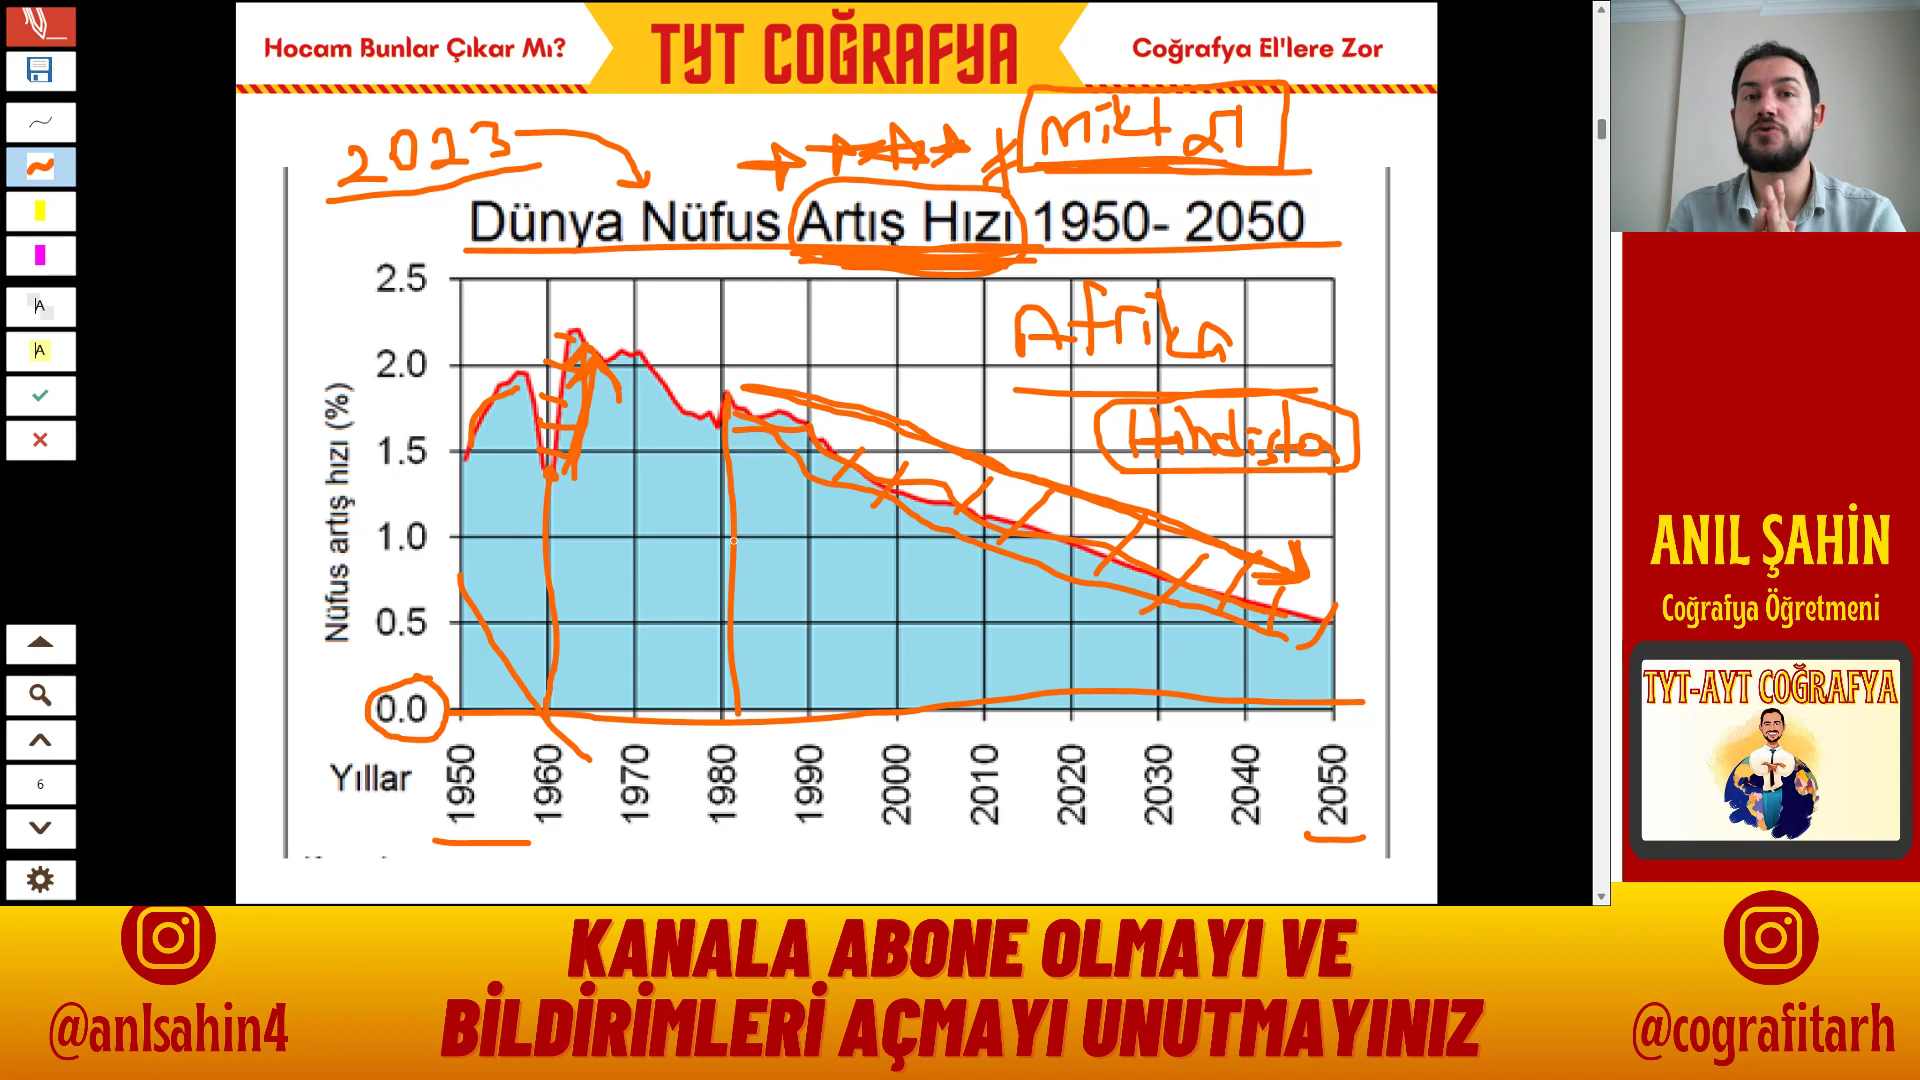 Hocam Bunlar Çıkar Mı?
TYT COĞRAFYA
Coğrafya El'lere Zor
2023
miktarı
Dünya Nüfus Artış Hızı 1950- 2050
Afrika
Nüfus artış hızı (%)
2.5
2.0
1.5
1.0
0.5
0.0
Yıllar
1950
1960
1970
1980
1990
2000
2010
2020
2030
2040
2050
A
A
6
ANIL ŞAHİN
Coğrafya Öğretmeni
TYT-AYT COĞRAFYA
KANALA ABONE OLMAYI VE
BİLDİRİMLERİ AÇMAYI UNUTMAYINIZ
@anlsahin4
@cografitarh